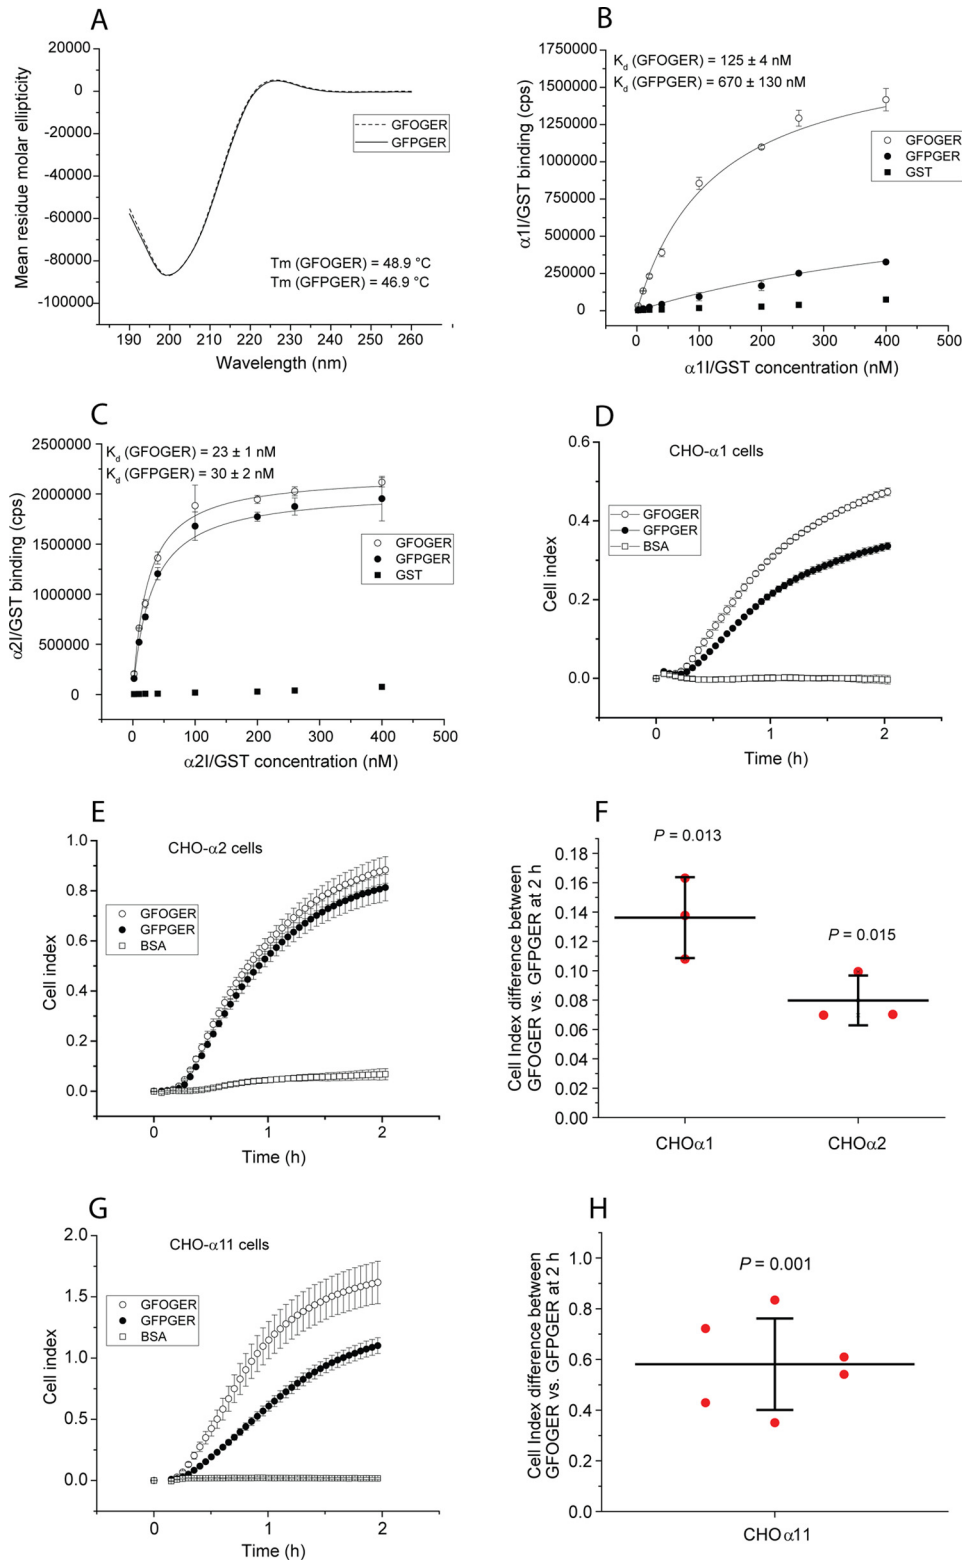 A
20000
0
-20000
-40000
-60000
-80000
-100000
Mean residue molar ellipticity
GFOGER
GFPGER
Tm (GFOGER) = 48.9 °C
Tm (GFPGER) = 46.9 °C
190 200 210 220 230 240 250 260
Wavelength (nm)
B
1750000
1500000
1250000
1000000
750000
500000
250000
0
α1I/GST binding (cps)
Kd (GFOGER) = 125 ± 4 nM
Kd (GFPGER) = 670 ± 130 nM
GFOGER
GFPGER
GST
0 100 200 300 400 500
α1I/GST concentration (nM)
C
2500000
2000000
1500000
1000000
500000
0
α2I/GST binding (cps)
Kd (GFOGER) = 23 ± 1 nM
Kd (GFPGER) = 30 ± 2 nM
GFOGER
GFPGER
GST
0 100 200 300 400 500
α2I/GST concentration (nM)
D
0.6
0.4
0.2
0.0
Cell index
CHO-α1 cells
GFOGER
GFPGER
BSA
0 1 2
Time (h)
E
1.0
0.8
0.6
0.4
0.2
0.0
Cell index
CHO-α2 cells
GFOGER
GFPGER
BSA
0 1 2
Time (h)
F
P = 0.013
P = 0.015
0.18
0.16
0.14
0.12
0.10
0.08
0.06
0.04
0.02
0.00
Cell Index difference between
GFOGER vs. GFPGER at 2 h
CHOα1 CHOα2
G
2.0
1.5
1.0
0.5
0.0
Cell index
CHO-α11 cells
GFOGER
GFPGER
BSA
0 1 2
Time (h)
H
P = 0.001
1.0
0.8
0.6
0.4
0.2
0.0
Cell Index difference between
GFOGER vs. GFPGER at 2 h
CHOα11